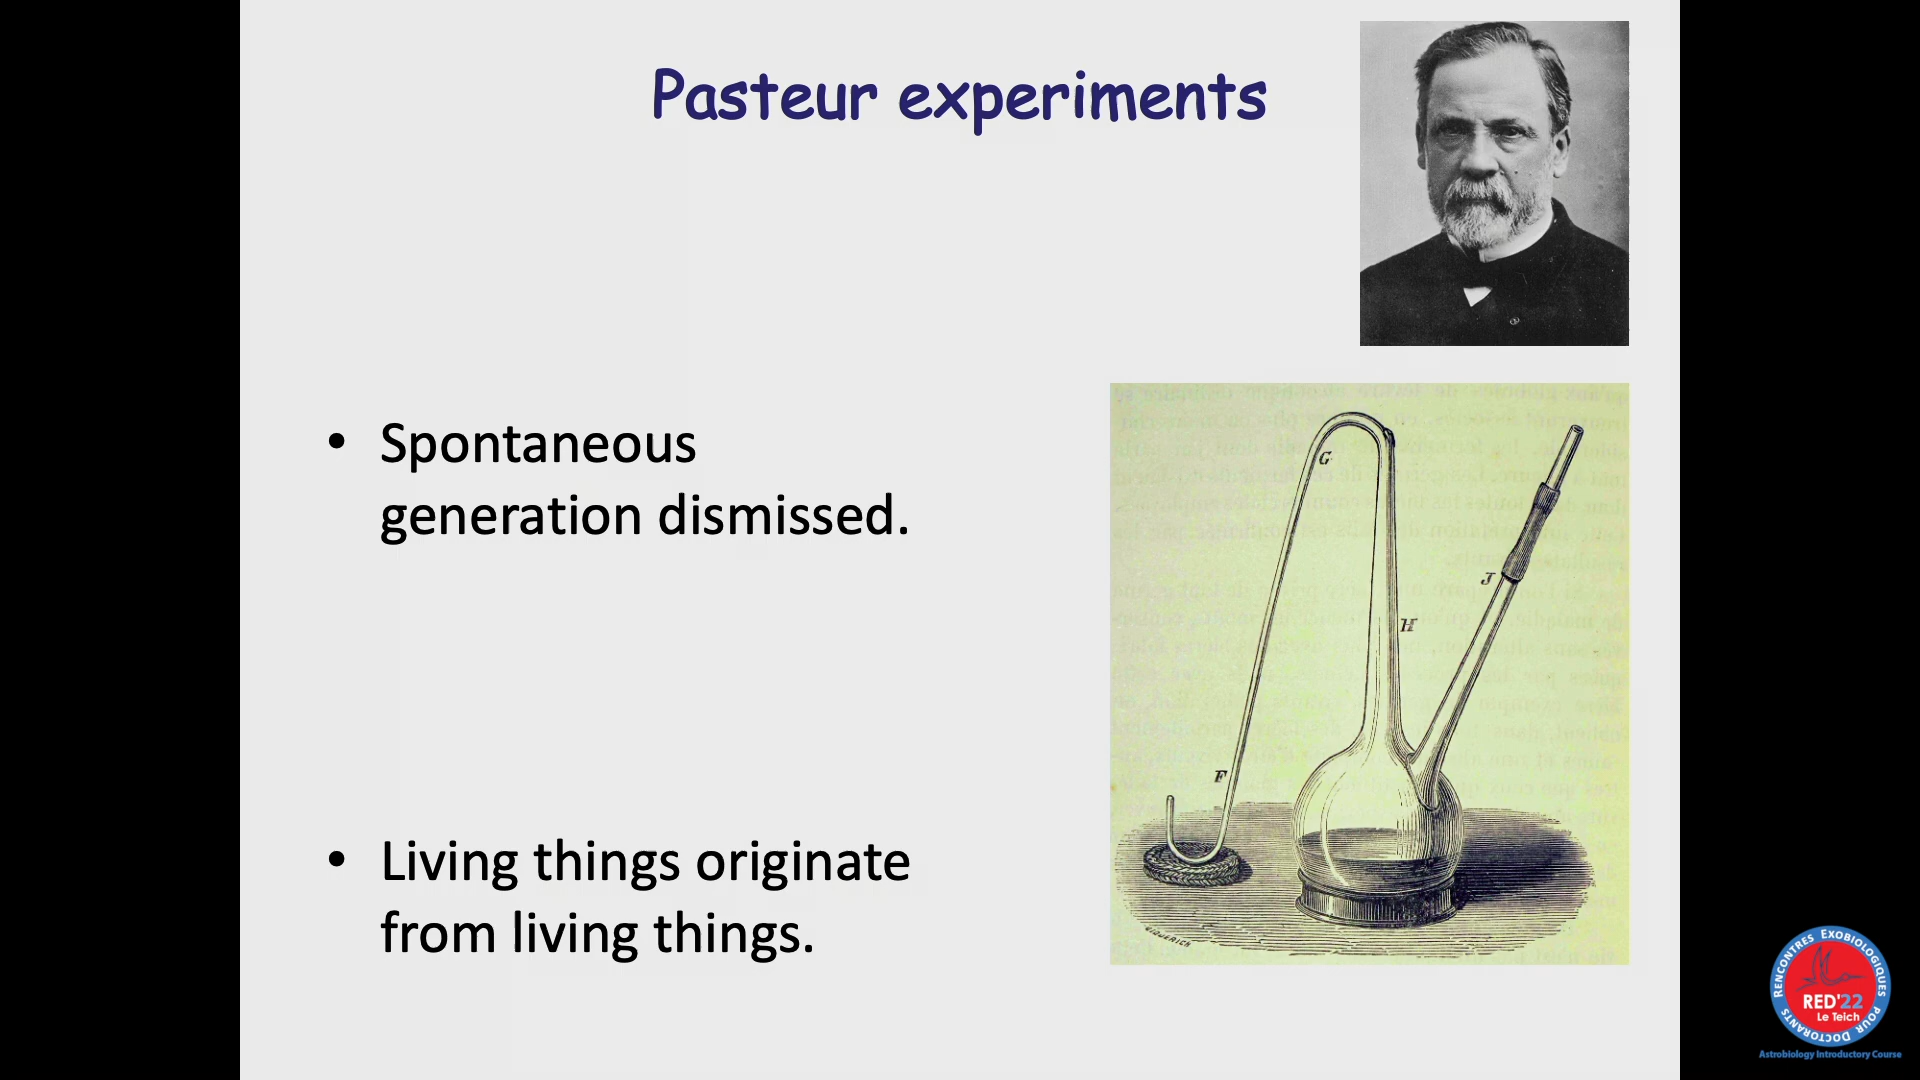 Pasteur experiments
• Spontaneous
generation dismissed.
• Living things originate
from living things.
G
H
J
F
RENCONTRES EXOBIOLOGIQUES POUR DOCTORANTS
RED'22
Le Teich
Astrobiology Introductory Course